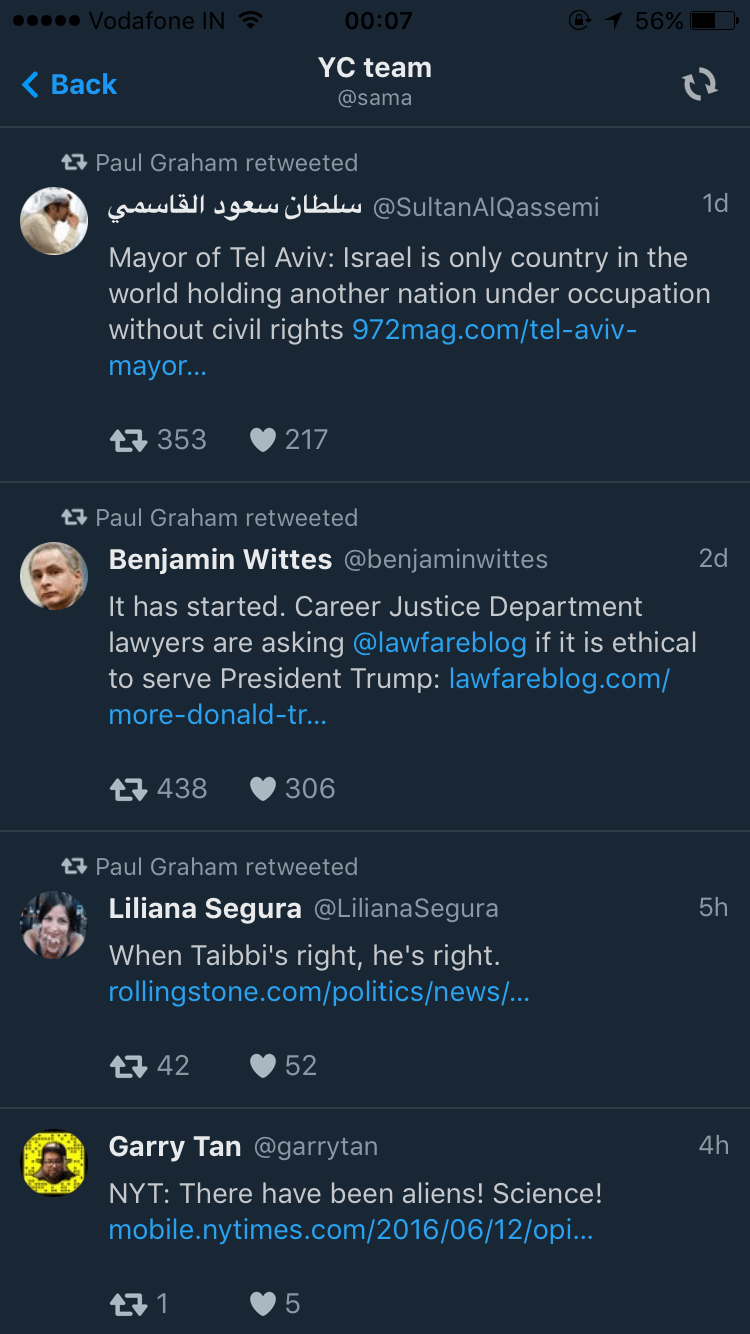 Vodafone IN 00:07 56%
Back YC team
@sama
Paul Graham retweeted
سلطان سعود القاسمي @SultanAlQassemi 1d
Mayor of Tel Aviv: Israel is only country in the
world holding another nation under occupation
without civil rights 972mag.com/tel-aviv-
mayor...
353 217
Paul Graham retweeted
Benjamin Wittes @benjaminwittes 2d
It has started. Career Justice Department
lawyers are asking @lawfareblog if it is ethical
to serve President Trump: lawfareblog.com/
more-donald-tr...
438 306
Paul Graham retweeted
Liliana Segura @LilianaSegura 5h
When Taibbi's right, he's right.
rollingstone.com/politics/news/...
42 52
Garry Tan @garrytan 4h
NYT: There have been aliens! Science!
mobile.nytimes.com/2016/06/12/opi...
1 5